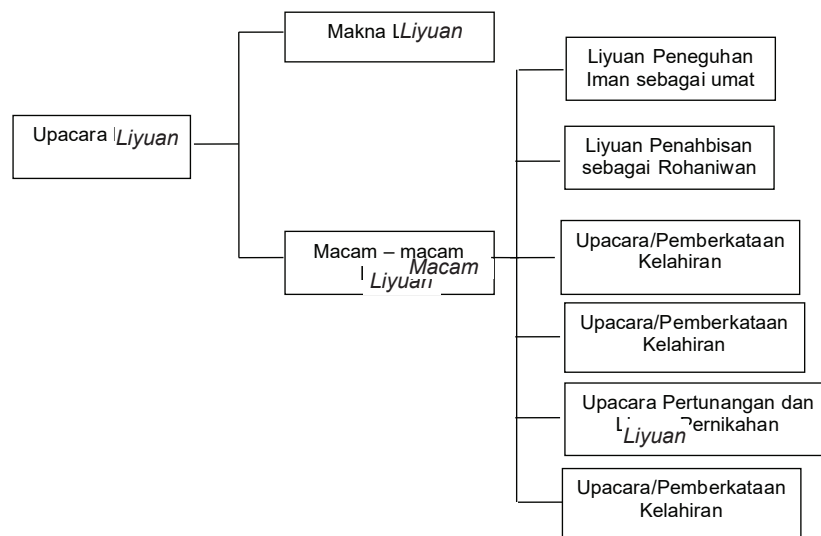 Upacara Liyuan
Makna Liyuan
Macam – macam
Macam
Liyuan
Liyuan Peneguhan
Iman sebagai umat
Liyuan Penahbisan
sebagai Rohaniwan
Upacara/Pemberkataan
Kelahiran
Upacara/Pemberkataan
Kelahiran
Upacara Pertunangan dan
Liyuan Pernikahan
Upacara/Pemberkataan
Kelahiran